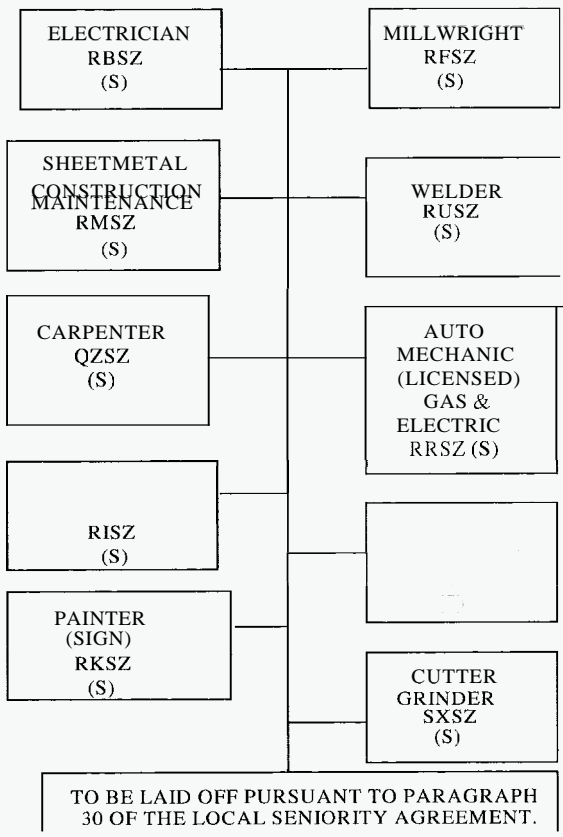 ELECTRICIAN
RBSZ
(S)
MILLWRIGHT
RFSZ
(S)
SHEETMETAL
CONSTRUCTION
MAINTENANCE
RMSZ
(S)
WELDER
RUSZ
(S)
CARPENTER
QZSZ
(S)
AUTO
MECHANIC
(LICENSED)
GAS &
ELECTRIC
RRSZ (S)
RISZ
(S)
PAINTER
(SIGN)
RKSZ
(S)
CUTTER
GRINDER
SXSZ
(S)
TO BE LAID OFF PURSUANT TO PARAGRAPH
30 OF THE LOCAL SENIORITY AGREEMENT.